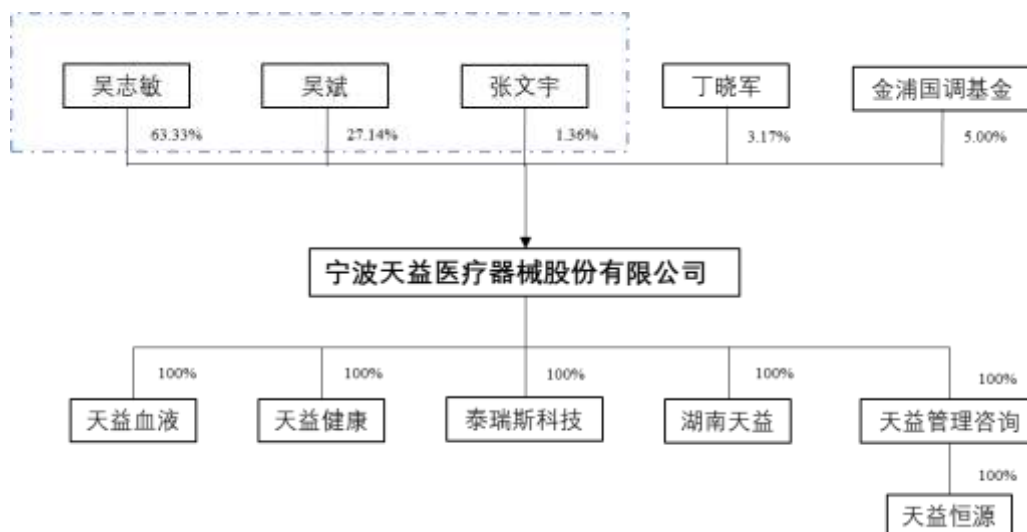 吴志敏 吴斌 张文宇 丁晓军 金浦国调基金
63.33% 27.14% 1.36% 3.17% 5.00%
宁波天益医疗器械股份有限公司
100% 100% 100% 100% 100%
天益血液 天益健康 泰瑞斯科技 湖南天益 天益管理咨询
100%
天益恒源